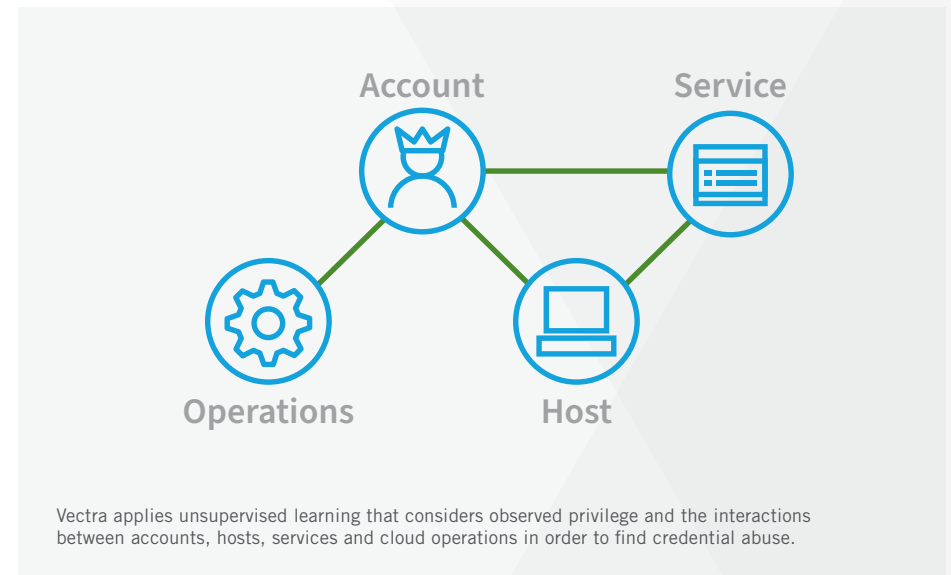 Account
Service
Operations
Host
Vectra applies unsupervised learning that considers observed privilege and the interactions
between accounts, hosts, services and cloud operations in order to find credential abuse.